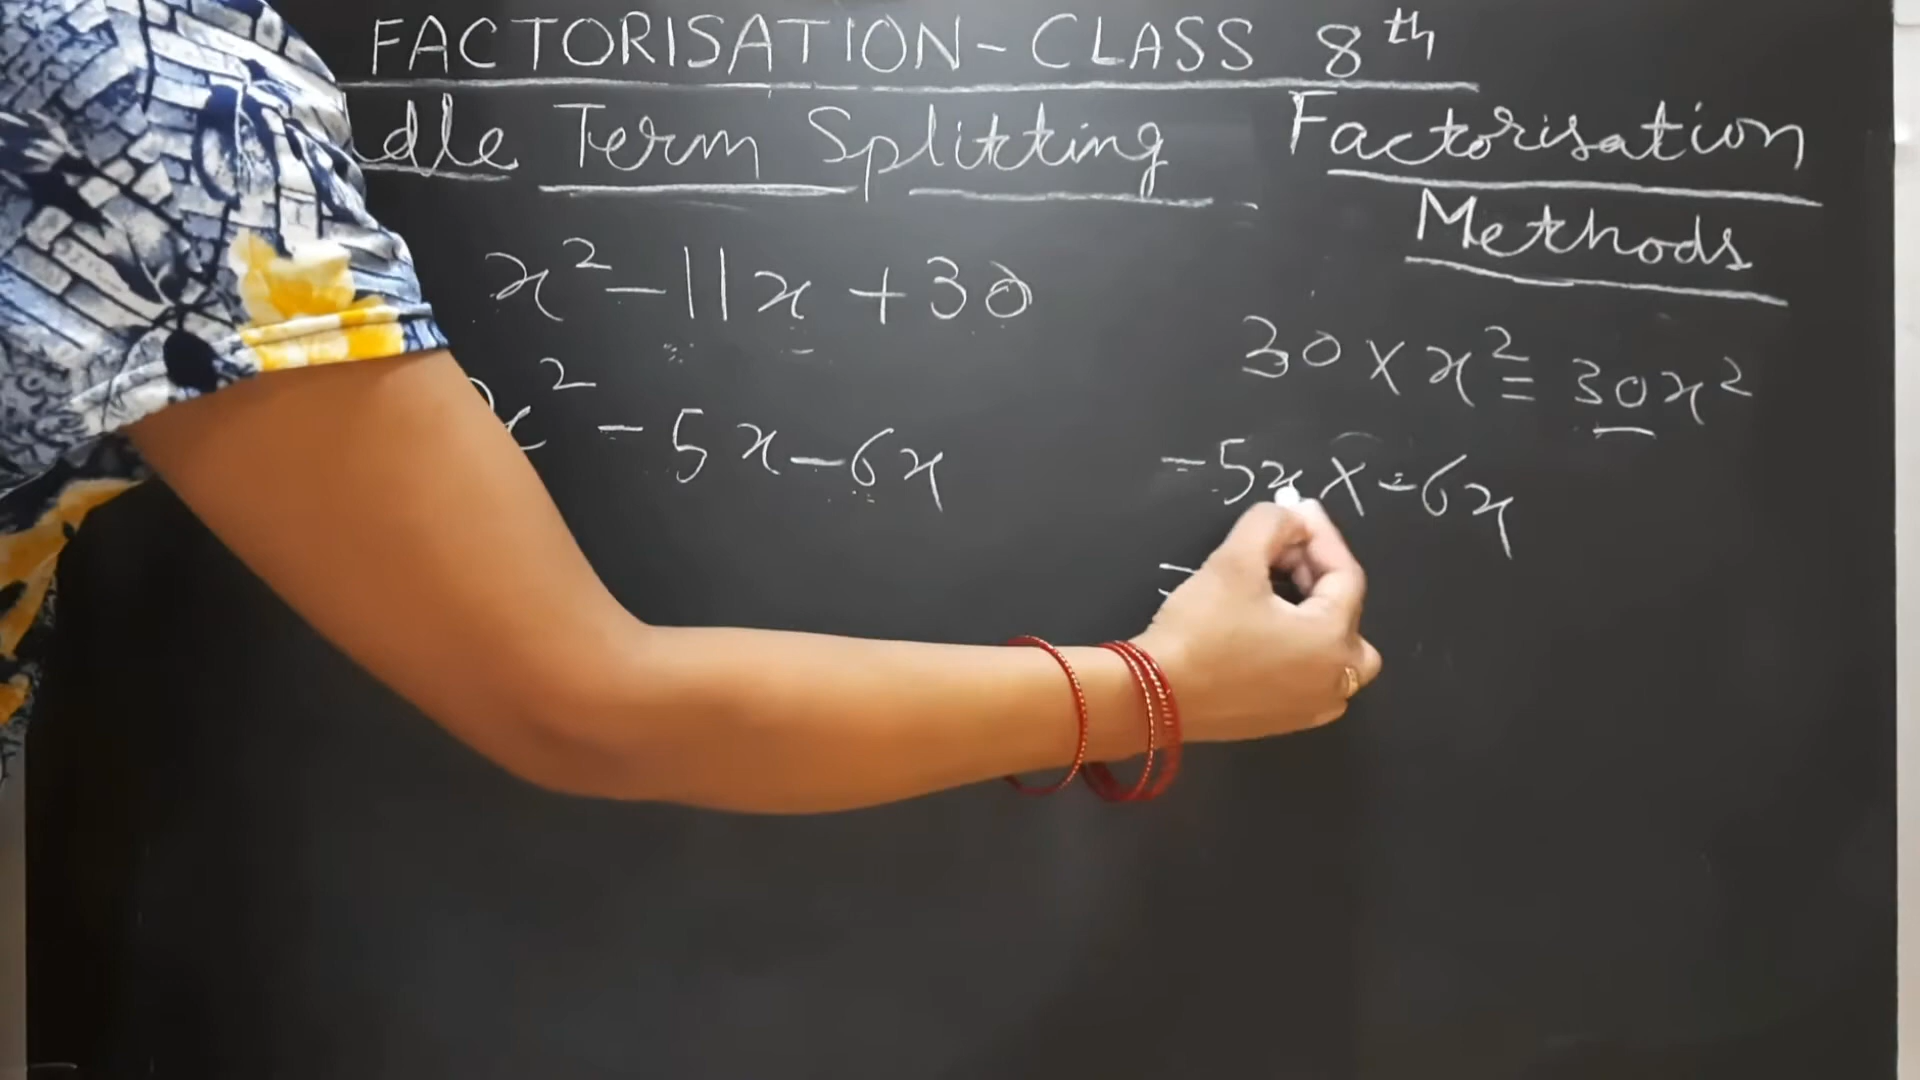 FACTORISATION - CLASS 8th
dle Term Splitting
x² - 11x + 30
x² - 5x - 6x
Factorisation
Methods
30 × x² = 30x²
- 5x × - 6x
=